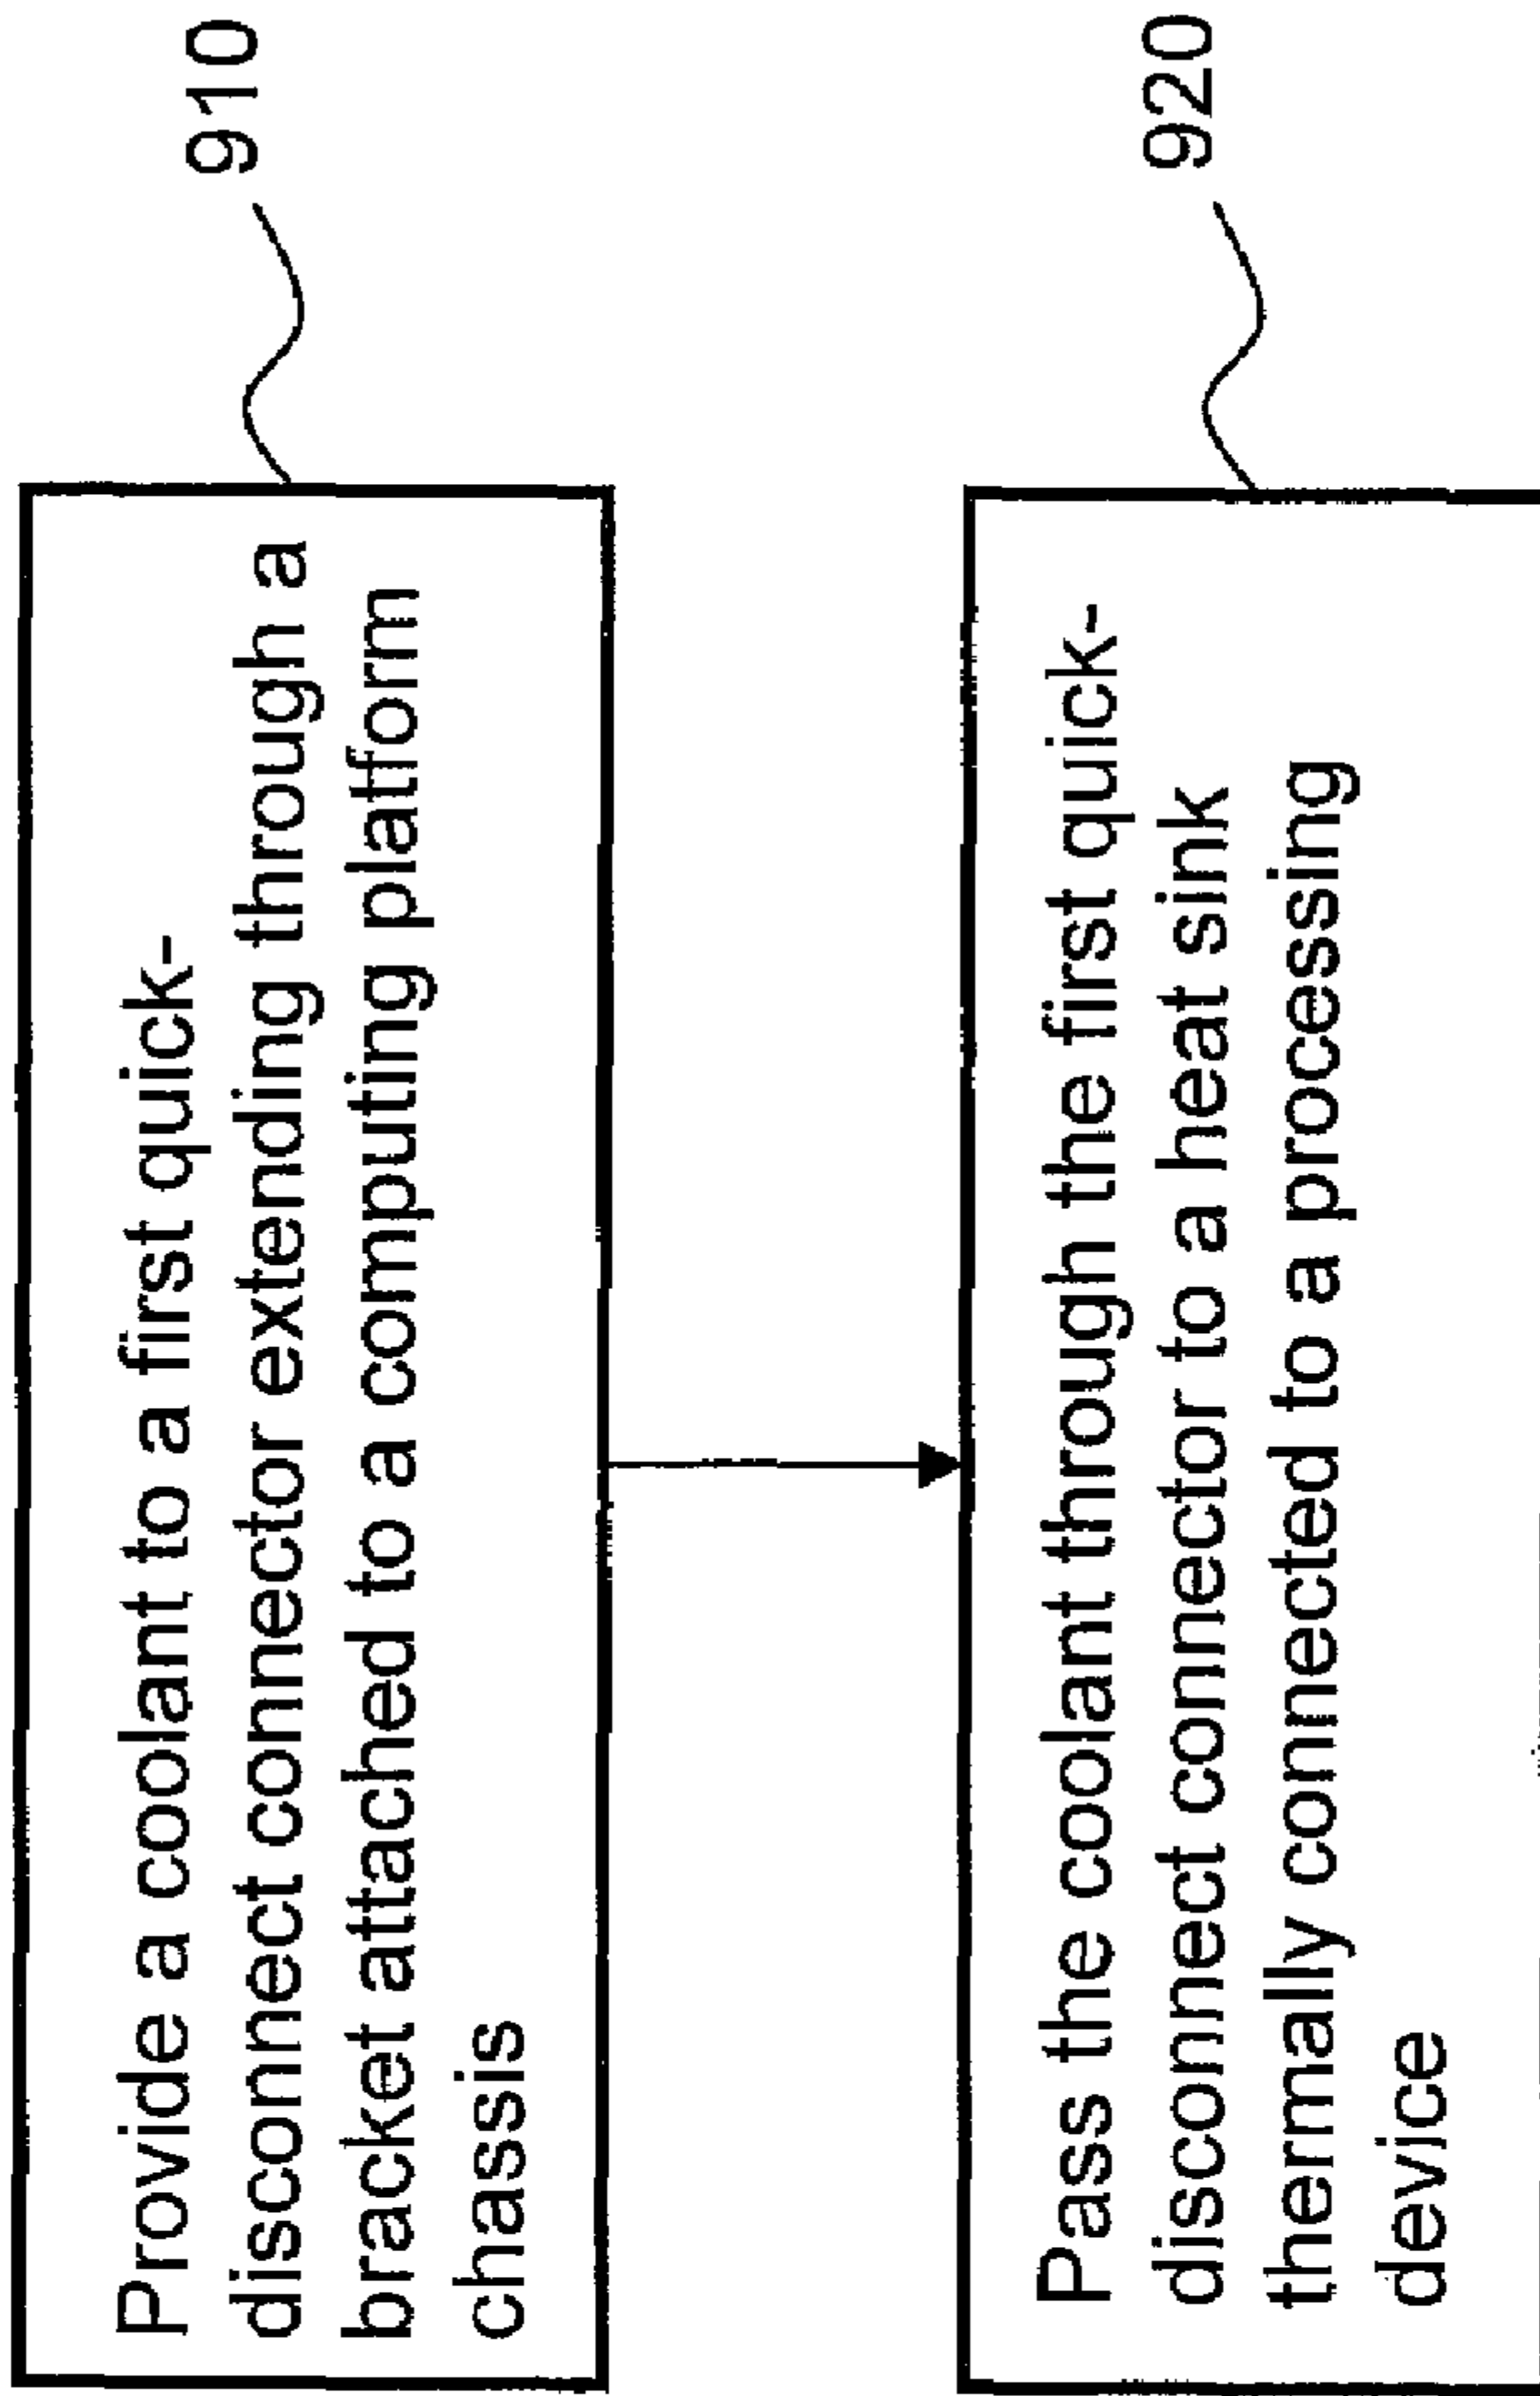 Provide a coolant to a first quick-
disconnect connector extending through a
bracket attached to a computing platform
chassis
910
Pass the coolant through the first quick-
disconnect connector to a heat sink
thermally connected to a processing
device
920